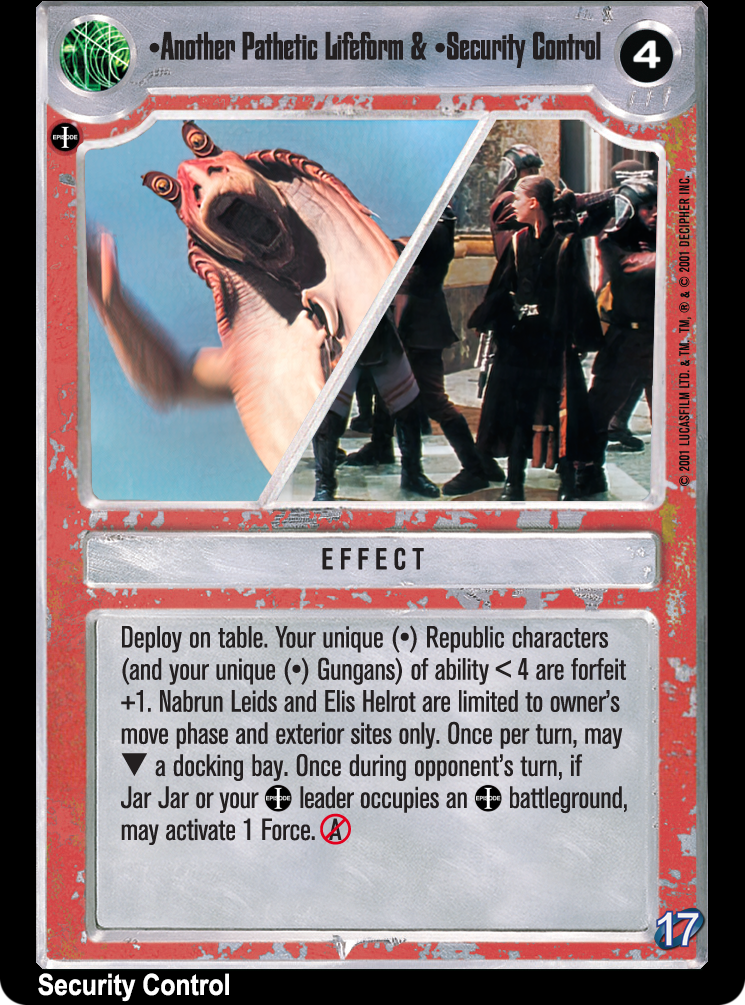 •Another Pathetic Lifeform & •Security Control
4
EPISODE I
© 2001 LUCASFILM LTD. & TM. TM, ® & © 2001 DECIPHER INC.
EFFECT
Deploy on table. Your unique (•) Republic characters
(and your unique (•) Gungans) of ability < 4 are forfeit
+1. Nabrun Leids and Elis Helrot are limited to owner's
move phase and exterior sites only. Once per turn, may
▼ a docking bay. Once during opponent's turn, if
Jar Jar or your EPISODE I leader occupies an EPISODE I battleground,
may activate 1 Force. A
17
Security Control